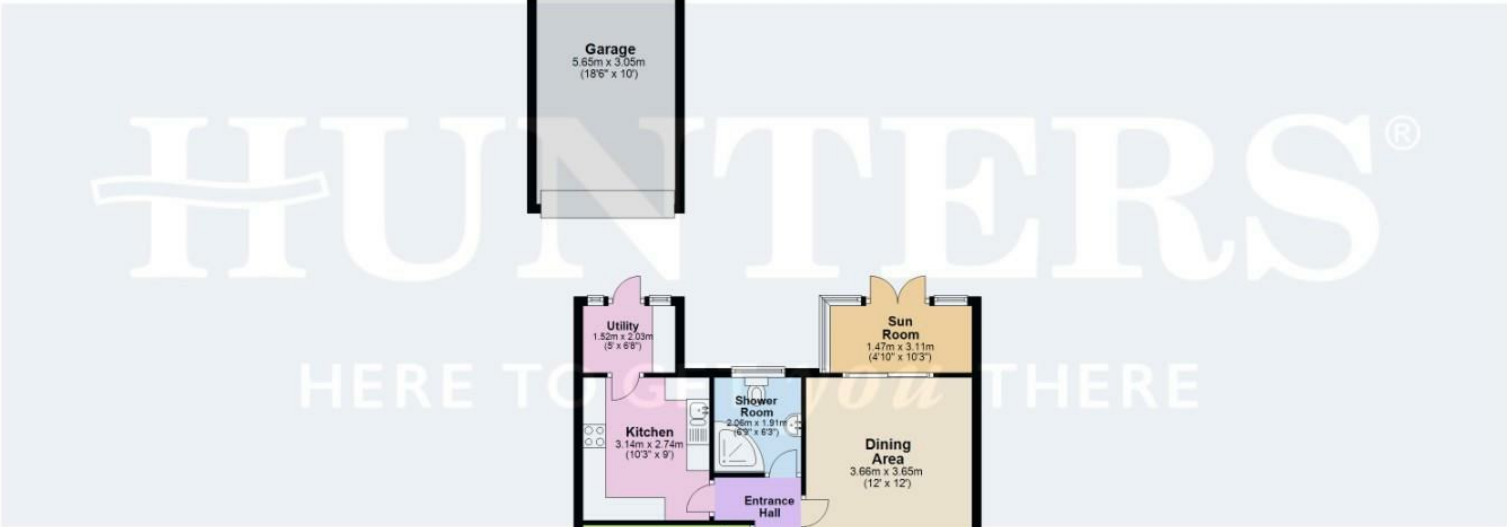 Garage
5.65m x 3.05m
(18'6" x 10')
HUNTERS®
HERE TO GET you THERE
Utility
1.52m x 2.03m
(5' x 6'8")
Sun
Room
1.47m x 3.11m
(4'10" x 10'3")
Kitchen
3.14m x 2.74m
(10'3" x 9')
Shower
Room
2.06m x 1.91m
(6'9" x 6'3")
Dining
Area
3.66m x 3.65m
(12' x 12')
Entrance
Hall